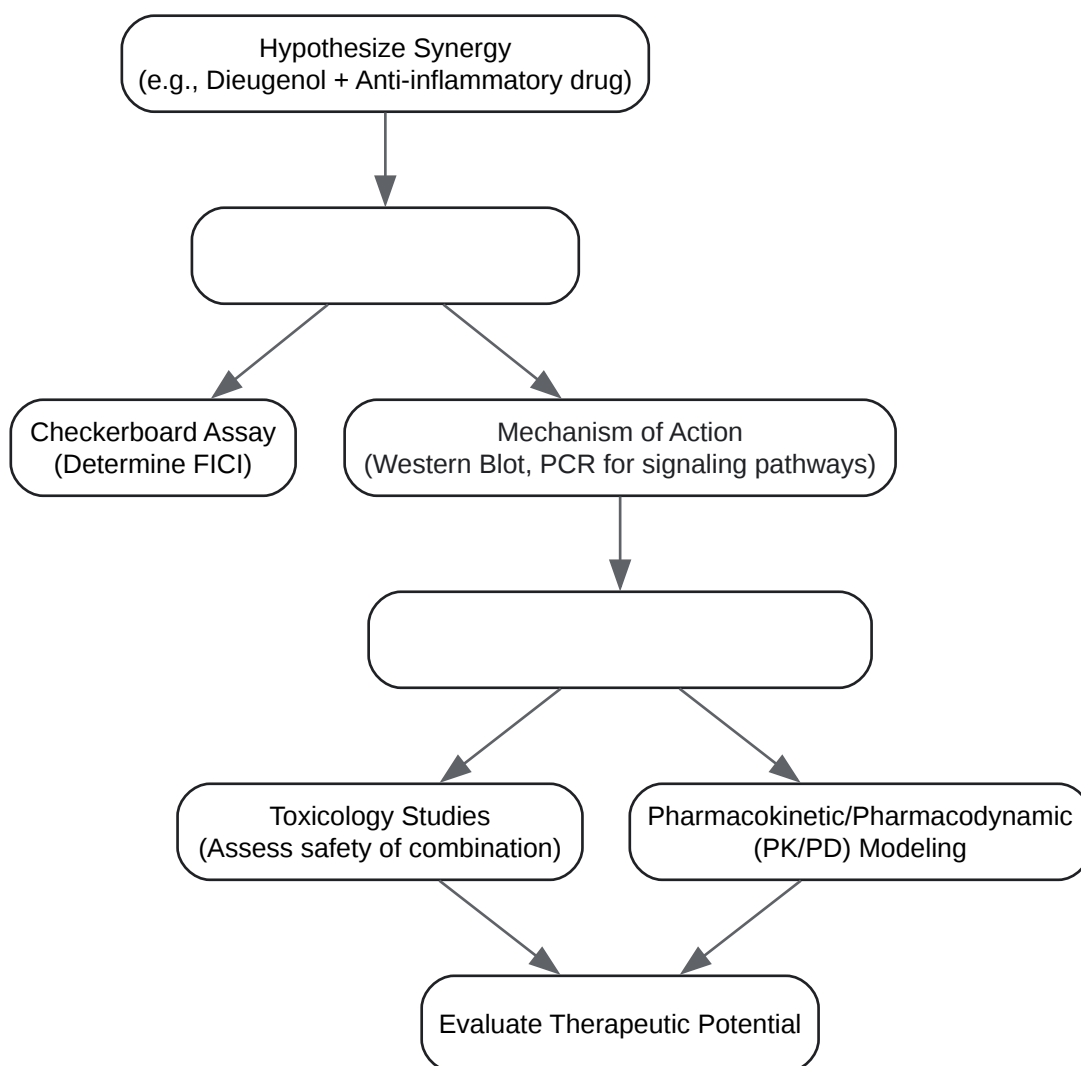 Hypothesize Synergy
(e.g., Dieugenol + Anti-inflammatory drug)
Checkerboard Assay
(Determine FICI)
Mechanism of Action
(Western Blot, PCR for signaling pathways)
Toxicology Studies
(Assess safety of combination)
Pharmacokinetic/Pharmacodynamic
(PK/PD) Modeling
Evaluate Therapeutic Potential